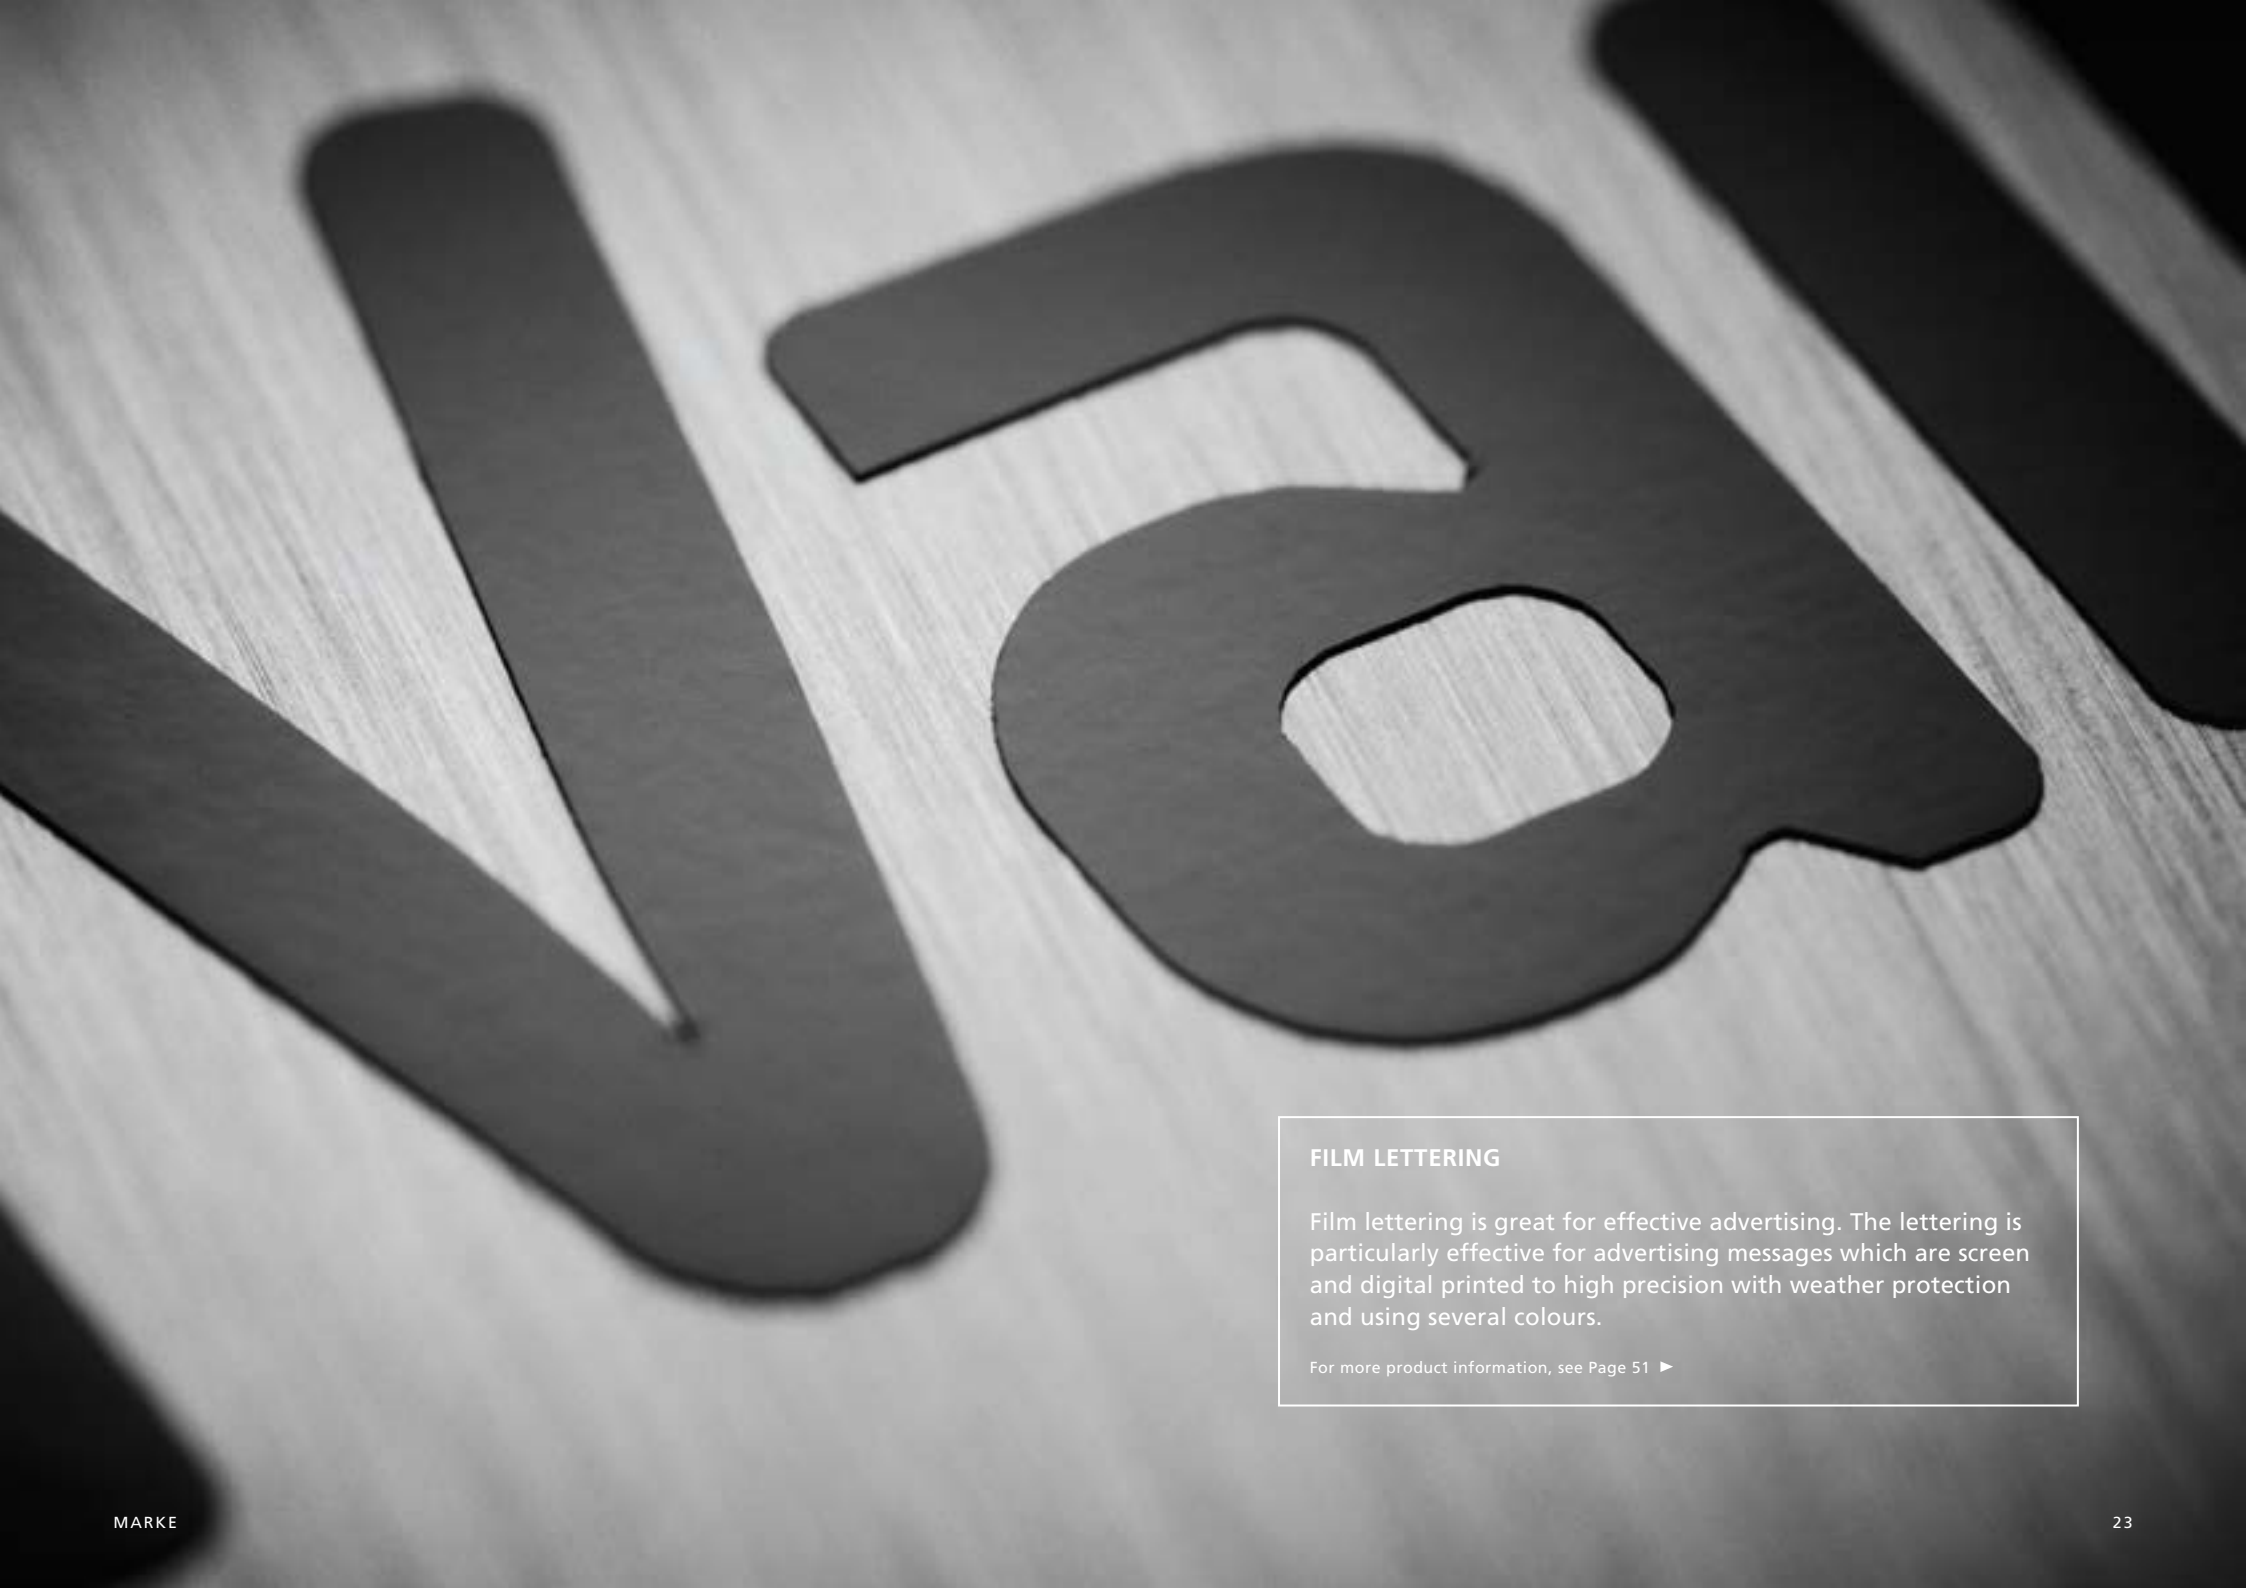 Val
FILM LETTERING
Film lettering is great for effective advertising. The lettering is
particularly effective for advertising messages which are screen
and digital printed to high precision with weather protection
and using several colours.
For more product information, see Page 51 ►
MARKE
23